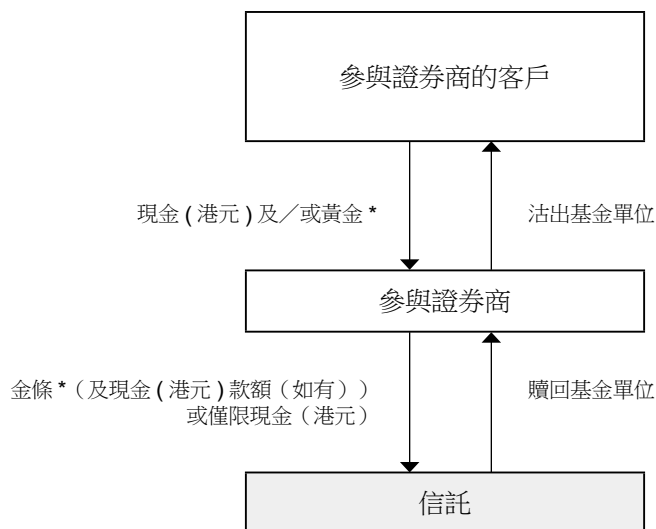 參與證券商的客戶
現金 ( 港元 ) 及／或黃金 *
沽出基金單位
參與證券商
金條 *（及現金 ( 港元 ) 款額（如有））
或僅限現金（港元）
贖回基金單位
信託